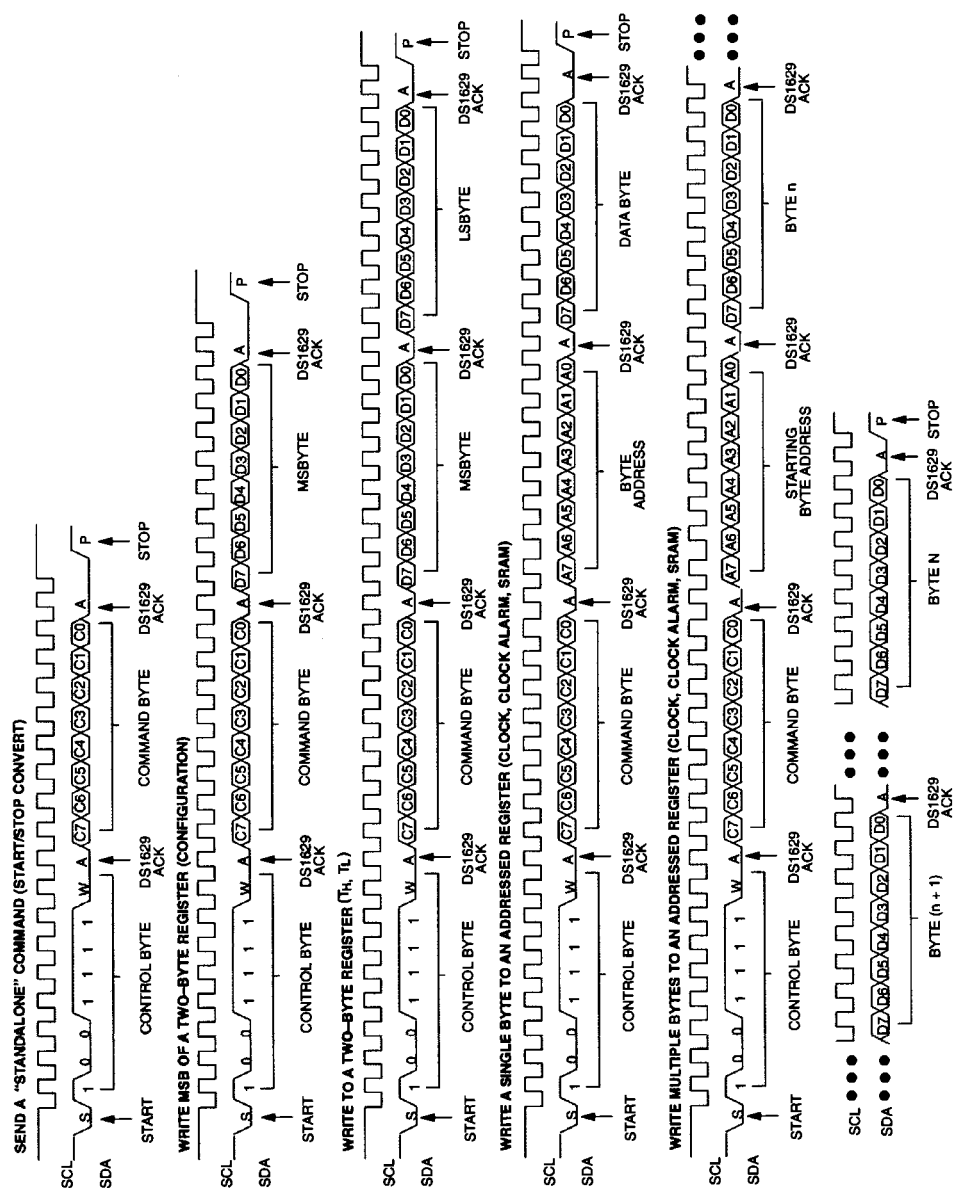 SEND A "STANDALONE" COMMAND (START/STOP CONVERT)
SCL
SDA
S 1 0 0 1 1 1 1 W A C7 C6 C5 C4 C3 C2 C1 C0 A P
START
CONTROL BYTE
DS1629
ACK
COMMAND BYTE
DS1629
ACK
STOP
WRITE MSB OF A TWO–BYTE REGISTER (CONFIGURATION)
SCL
SDA
S 1 0 0 1 1 1 1 W A C7 C6 C5 C4 C3 C2 C1 C0 A D7 D6 D5 D4 D3 D2 D1 D0 A P
START
CONTROL BYTE
DS1629
ACK
COMMAND BYTE
DS1629
ACK
MSBYTE
DS1629
ACK
STOP
WRITE TO A TWO–BYTE REGISTER (TH, TL)
SCL
SDA
S 1 0 0 1 1 1 1 W A C7 C6 C5 C4 C3 C2 C1 C0 A D7 D6 D5 D4 D3 D2 D1 D0 A D7 D6 D5 D4 D3 D2 D1 D0 A P
START
CONTROL BYTE
DS1629
ACK
COMMAND BYTE
DS1629
ACK
MSBYTE
DS1629
ACK
LSBYTE
DS1629
ACK
STOP
WRITE A SINGLE BYTE TO AN ADDRESSED REGISTER (CLOCK, CLOCK ALARM, SRAM)
SCL
SDA
S 1 0 0 1 1 1 1 W A C7 C6 C5 C4 C3 C2 C1 C0 A A7 A6 A5 A4 A3 A2 A1 A0 A D7 D6 D5 D4 D3 D2 D1 D0 A P
START
CONTROL BYTE
DS1629
ACK
COMMAND BYTE
DS1629
ACK
BYTE
ADDRESS
DS1629
ACK
DATA BYTE
DS1629
ACK
STOP
WRITE MULTIPLE BYTES TO AN ADDRESSED REGISTER (CLOCK, CLOCK ALARM, SRAM)
SCL
SDA
S 1 0 0 1 1 1 1 W A C7 C6 C5 C4 C3 C2 C1 C0 A A7 A6 A5 A4 A3 A2 A1 A0 A D7 D6 D5 D4 D3 D2 D1 D0 A
START
CONTROL BYTE
DS1629
ACK
COMMAND BYTE
DS1629
ACK
STARTING
BYTE ADDRESS
DS1629
ACK
BYTE n
DS1629
ACK
SCL
SDA
D7 D6 D5 D4 D3 D2 D1 D0 A D7 D6 D5 D4 D3 D2 D1 D0 A P
BYTE (n + 1)
DS1629
ACK
BYTE N
DS1629
ACK
STOP